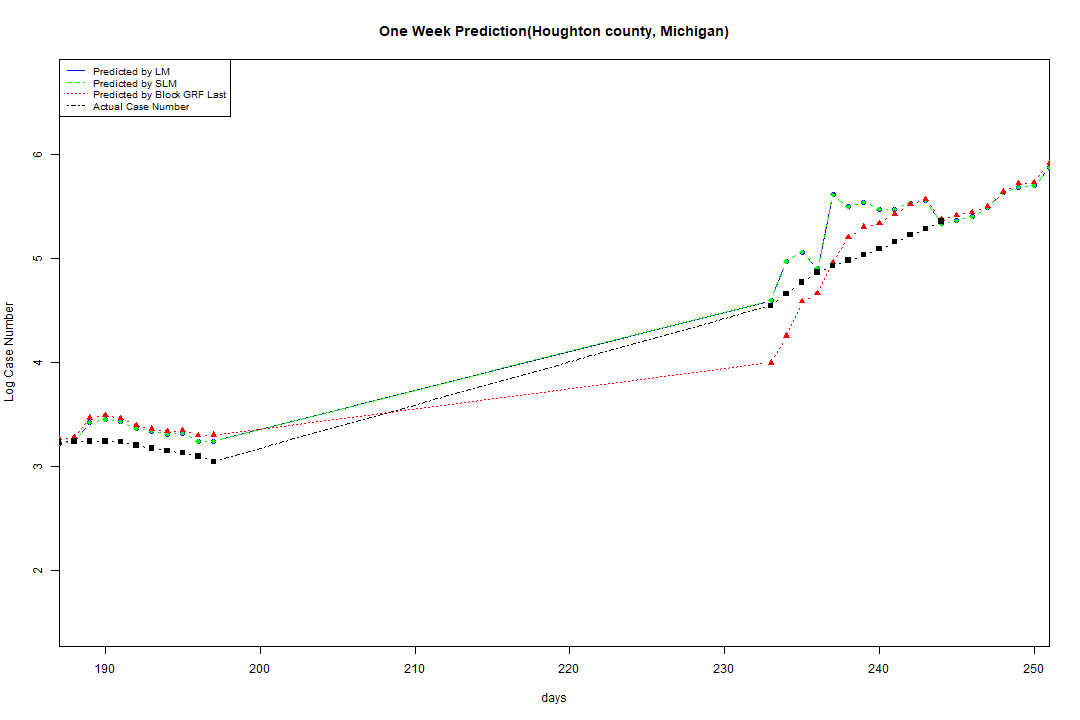 One Week Prediction(Houghton county, Michigan)
Predicted by LM
Predicted by SLM
Predicted by Block GRF Last
Actual Case Number
Log Case Number
6
5
4
3
2
190 200 210 220 230 240 250
days